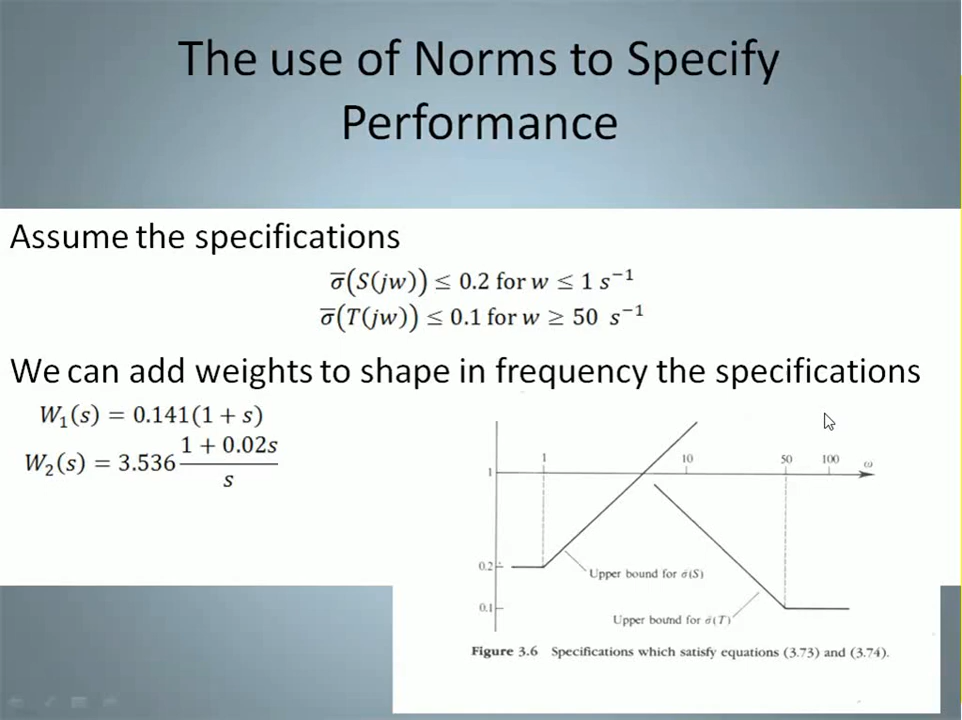 The use of Norms to Specify
Performance
Assume the specifications
σ̅(S(jw)) ≤ 0.2 for w ≤ 1 s⁻¹
σ̅(T(jw)) ≤ 0.1 for w ≥ 50 s⁻¹
We can add weights to shape in frequency the specifications
W₁(s) = 0.141(1 + s)
W₂(s) = 3.536 (1 + 0.02s)/s
1 10 50 100 ω
1
0.2
Upper bound for σ̅(S)
0.1
Upper bound for σ̅(T)
Figure 3.6 Specifications which satisfy equations (3.73) and (3.74).